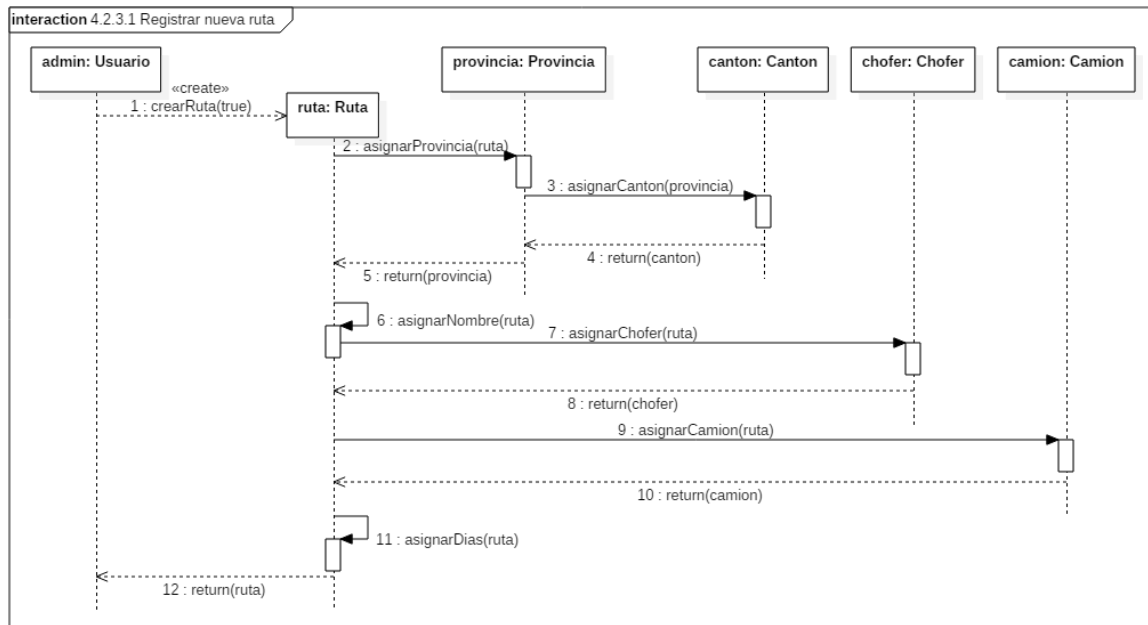 interaction 4.2.3.1 Registrar nueva ruta
admin: Usuario
provincia: Provincia
canton: Canton
chofer: Chofer
camion: Camion
«create»
1 : crearRuta(true)
ruta: Ruta
2 : asignarProvincia(ruta)
3 : asignarCanton(provincia)
4 : return(canton)
5 : return(provincia)
6 : asignarNombre(ruta)
7 : asignarChofer(ruta)
8 : return(chofer)
9 : asignarCamion(ruta)
10 : return(camion)
11 : asignarDias(ruta)
12 : return(ruta)